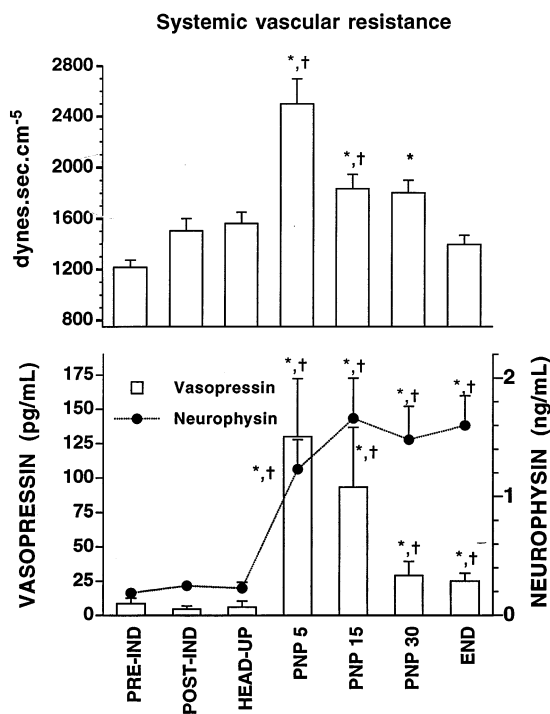 Systemic vascular resistance
dynes.sec.cm-5
2800
2400
2000
1600
1200
800
*,†
*,†
*
VASOPRESSIN (pg/mL)
175
150
125
100
75
50
25
0
Vasopressin
Neurophysin
*,†
*,†
*,†
*,†
*,†
*,†
*,†
*,†
NEUROPHYSIN (ng/mL)
2
1
0
PRE-IND
POST-IND
HEAD-UP
PNP 5
PNP 15
PNP 30
END